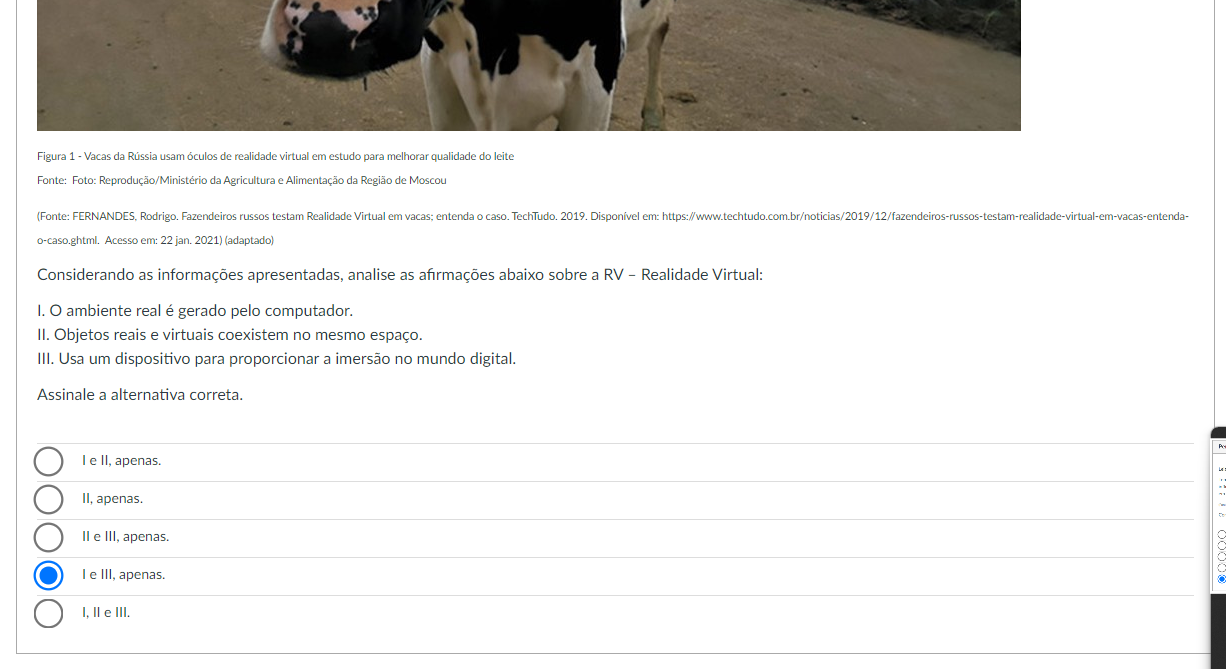 Figura 1 - Vacas da Rússia usam óculos de realidade virtual em estudo para melhorar qualidade do leite
Fonte: Foto: Reprodução/Ministério da Agricultura e Alimentação da Região de Moscou
(Fonte: FERNANDES, Rodrigo. Fazendeiros russos testam Realidade Virtual em vacas; entenda o caso. TechTudo. 2019. Disponível em: https://www.techtudo.com.br/noticias/2019/12/fazendeiros-russos-testam-realidade-virtual-em-vacas-entenda-
o-caso.ghtml. Acesso em: 22 jan. 2021) (adaptado)
Considerando as informações apresentadas, analise as afirmações abaixo sobre a RV – Realidade Virtual:
I. O ambiente real é gerado pelo computador.
II. Objetos reais e virtuais coexistem no mesmo espaço.
III. Usa um dispositivo para proporcionar a imersão no mundo digital.
Assinale a alternativa correta.
I e II, apenas.
II, apenas.
II e III, apenas.
I e III, apenas.
I, II e III.